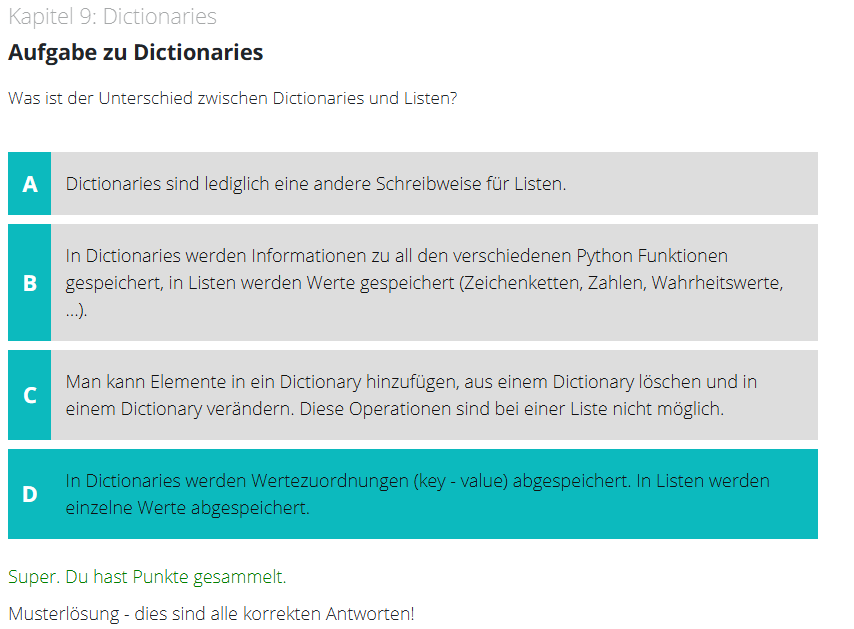 Kapitel 9: Dictionaries
Aufgabe zu Dictionaries
Was ist der Unterschied zwischen Dictionaries und Listen?
A
Dictionaries sind lediglich eine andere Schreibweise für Listen.
B
In Dictionaries werden Informationen zu all den verschiedenen Python Funktionen
gespeichert, in Listen werden Werte gespeichert (Zeichenketten, Zahlen, Wahrheitswerte,
...).
C
Man kann Elemente in ein Dictionary hinzufügen, aus einem Dictionary löschen und in
einem Dictionary verändern. Diese Operationen sind bei einer Liste nicht möglich.
D
In Dictionaries werden Wertezuordnungen (key - value) abgespeichert. In Listen werden
einzelne Werte abgespeichert.
Super. Du hast Punkte gesammelt.
Musterlösung - dies sind alle korrekten Antworten!